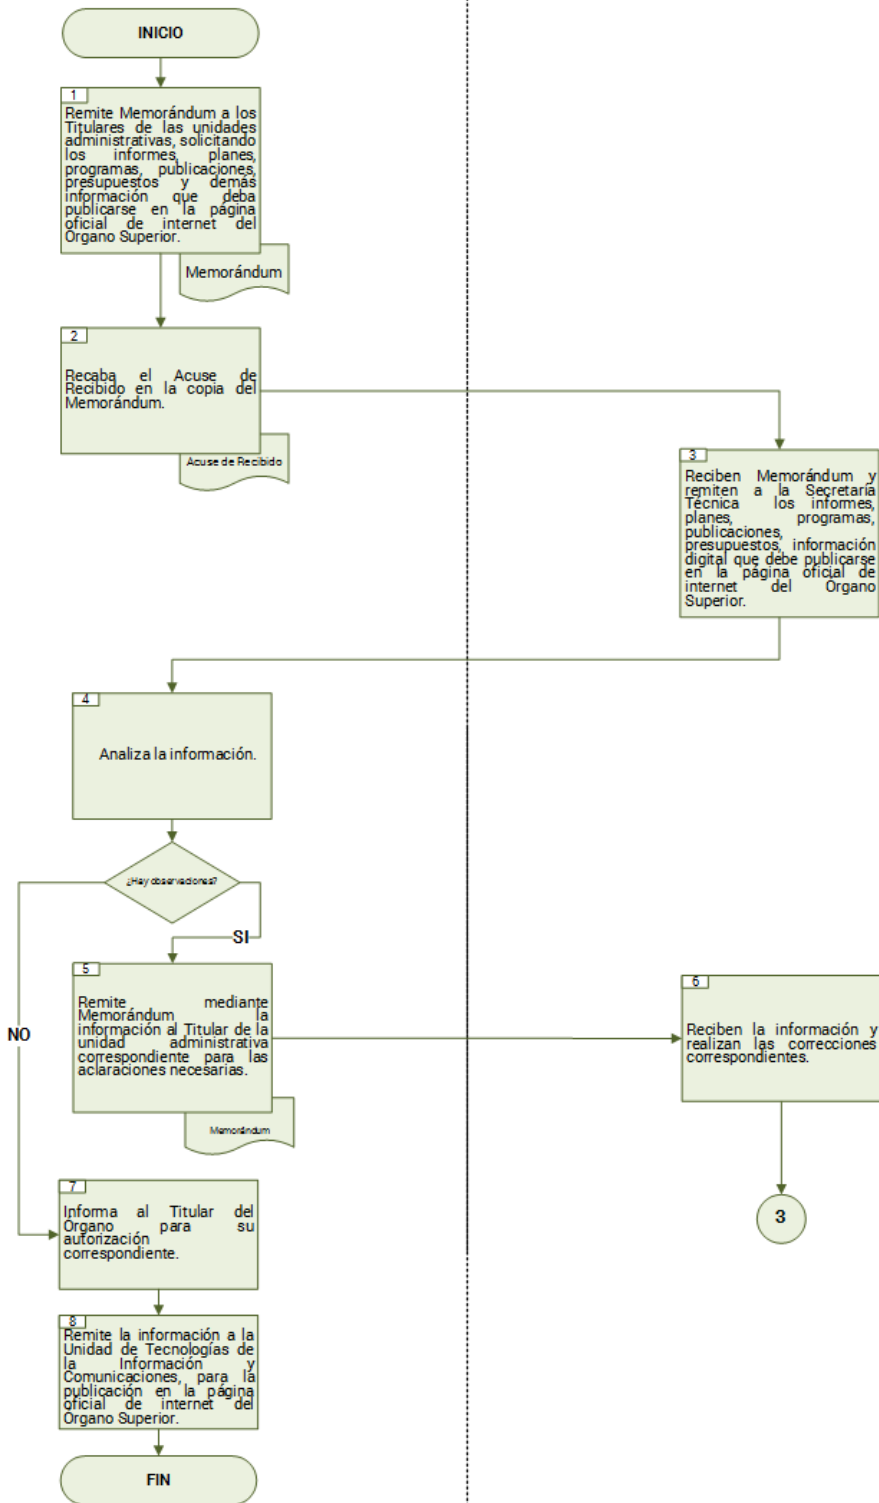 INICIO
1
Remite Memorándum a los
Titulares de las unidades
administrativas, solicitando
los informes, planes,
programas, publicaciones,
presupuestos y demás
información que deba
publicarse en la página
oficial de internet del
Órgano Superior.
Memorándum
2
Recaba el Acuse de
Recibido en la copia del
Memorándum.
Acuse de Recibido
3
Reciben Memorándum y
remiten a la Secretaría
Técnica los informes,
planes, programas,
publicaciones,
presupuestos, información
digital que debe publicarse
en la página oficial de
internet del Órgano
Superior.
4
Analiza la información.
¿Hay observaciones?
SI
NO
5
Remite mediante
Memorándum la
información al Titular de la
unidad administrativa
correspondiente para las
aclaraciones necesarias.
Memorándum
6
Reciben la información y
realizan las correcciones
correspondientes.
3
7
Informa al Titular del
Órgano para su
autorización
correspondiente.
8
Remite la información a la
Unidad de Tecnologías de
la Información y
Comunicaciones, para la
publicación en la página
oficial de internet del
Órgano Superior.
FIN